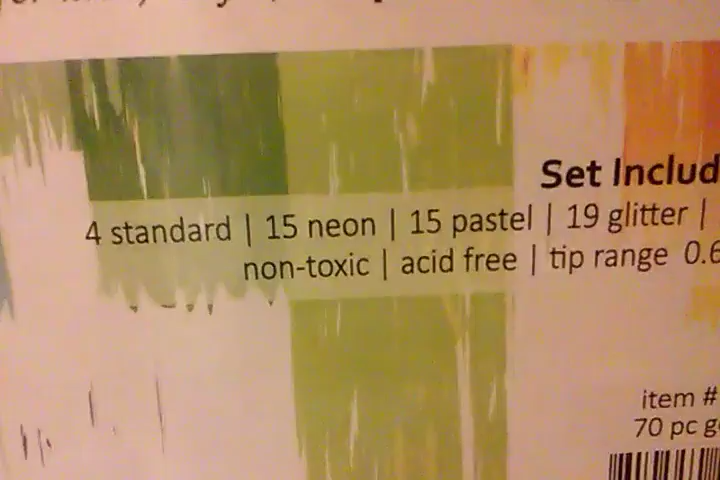 Set Includ
4 standard | 15 neon | 15 pastel | 19 glitter |
non-toxic | acid free | tip range 0.6
item #
70 pc g